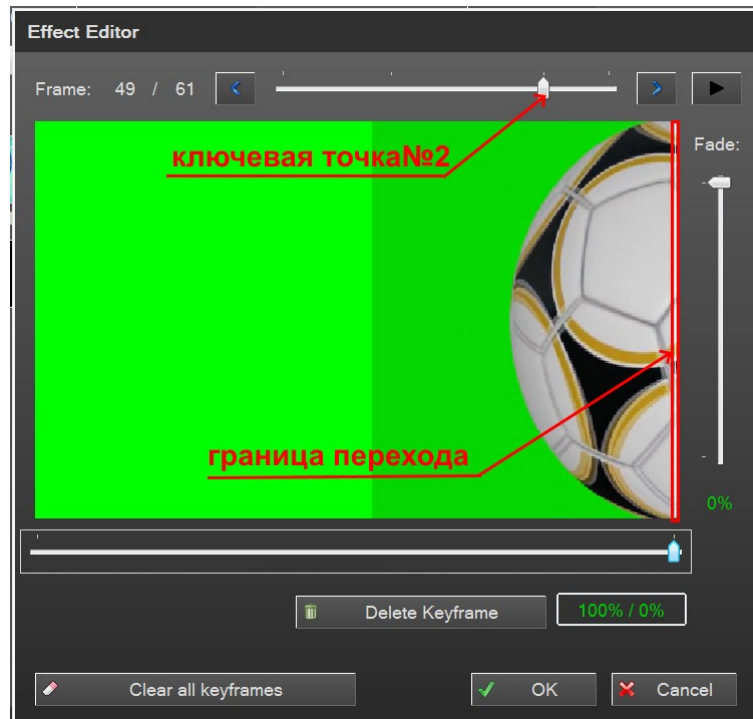 Effect Editor
Frame: 49 / 61
ключевая точка№2
Fade:
граница перехода
0%
Delete Keyframe 100% / 0%
Clear all keyframes OK Cancel